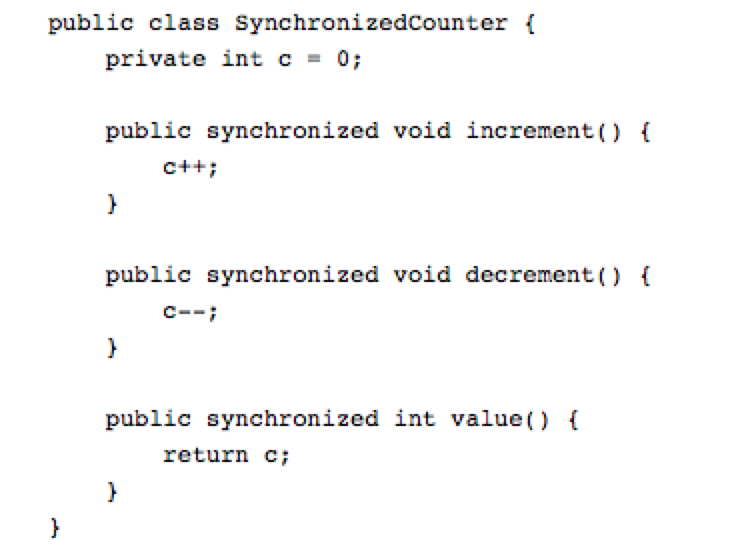 public class SynchronizedCounter {
    private int c = 0;

    public synchronized void increment() {
        c++;
    }

    public synchronized void decrement() {
        c--;
    }

    public synchronized int value() {
        return c;
    }
}